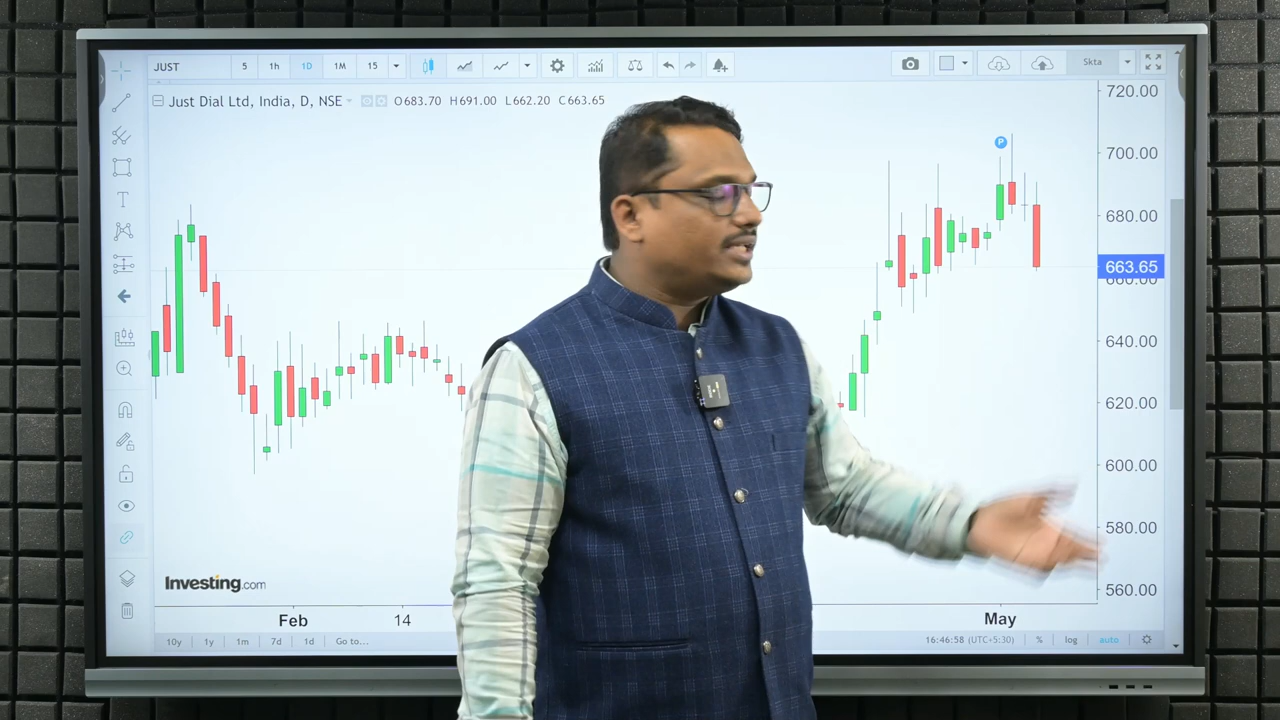 JUST 5 1h 1D 1M 15 Skta
Just Dial Ltd, India, D, NSE O683.70 H691.00 L662.20 C663.65
720.00
P
700.00
680.00
663.65
660.00
640.00
620.00
600.00
580.00
560.00
T
Investing.com
Feb 14 May
10y 1y 1m 7d 1d Go to... 16:46:58 (UTC+5:30) % log auto